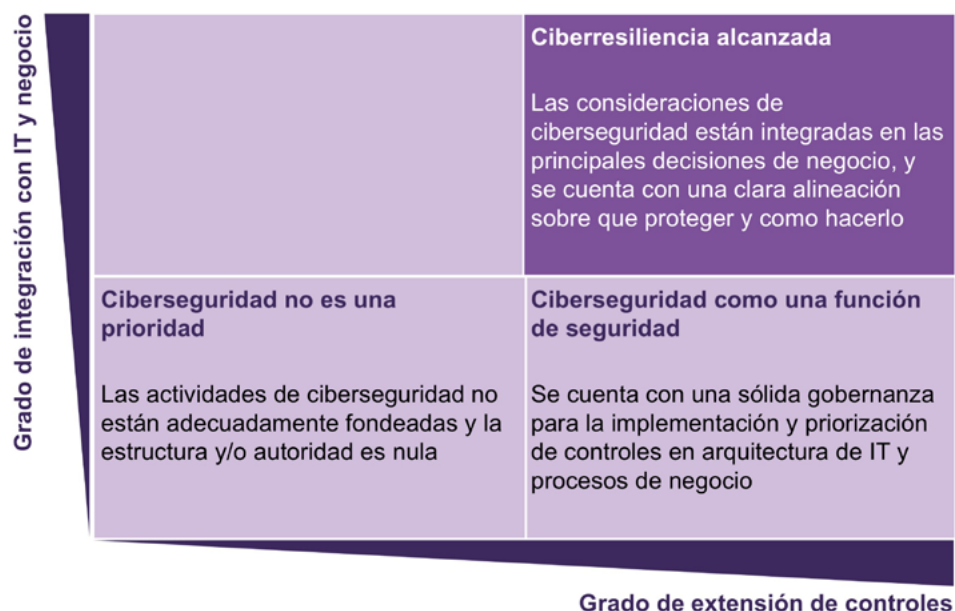 Grado de integración con IT y negocio
Ciberresiliencia alcanzada
Las consideraciones de
ciberseguridad están integradas en las
principales decisiones de negocio, y
se cuenta con una clara alineación
sobre que proteger y como hacerlo
Ciberseguridad no es una
prioridad
Las actividades de ciberseguridad no
están adecuadamente fondeadas y la
estructura y/o autoridad es nula
Ciberseguridad como una función
de seguridad
Se cuenta con una sólida gobernanza
para la implementación y priorización
de controles en arquitectura de IT y
procesos de negocio
Grado de extensión de controles